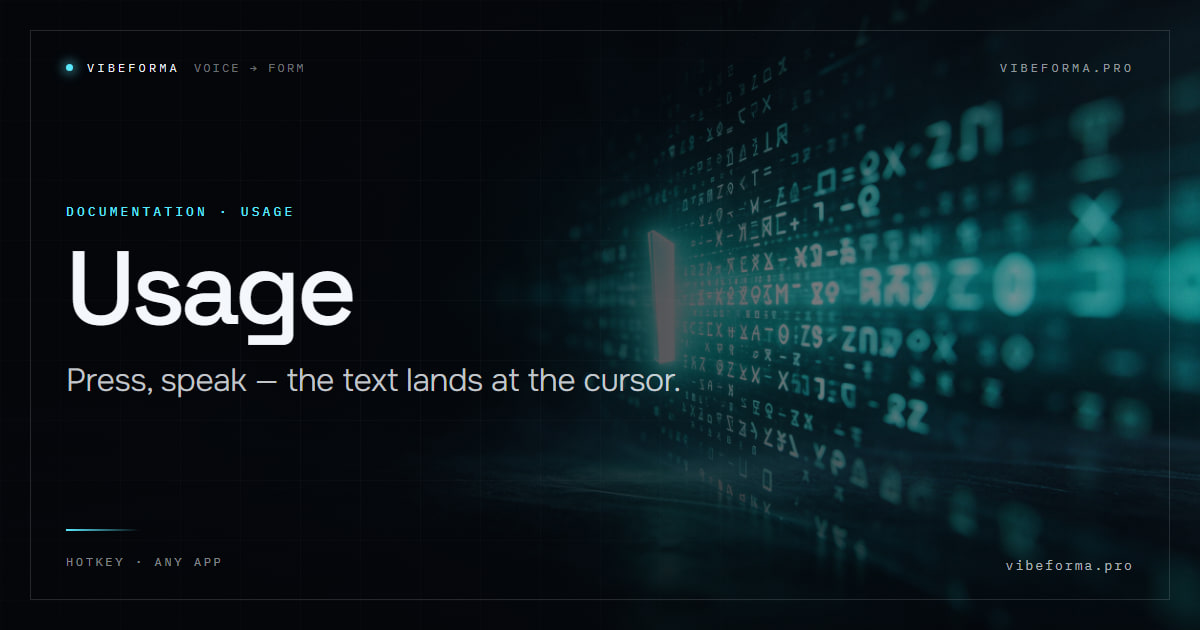 VIBEFORMA VOICE → FORM
VIBEFORMA.PRO
DOCUMENTATION · USAGE
Usage
Press, speak — the text lands at the cursor.
HOTKEY · ANY APP
vibeforma.pro